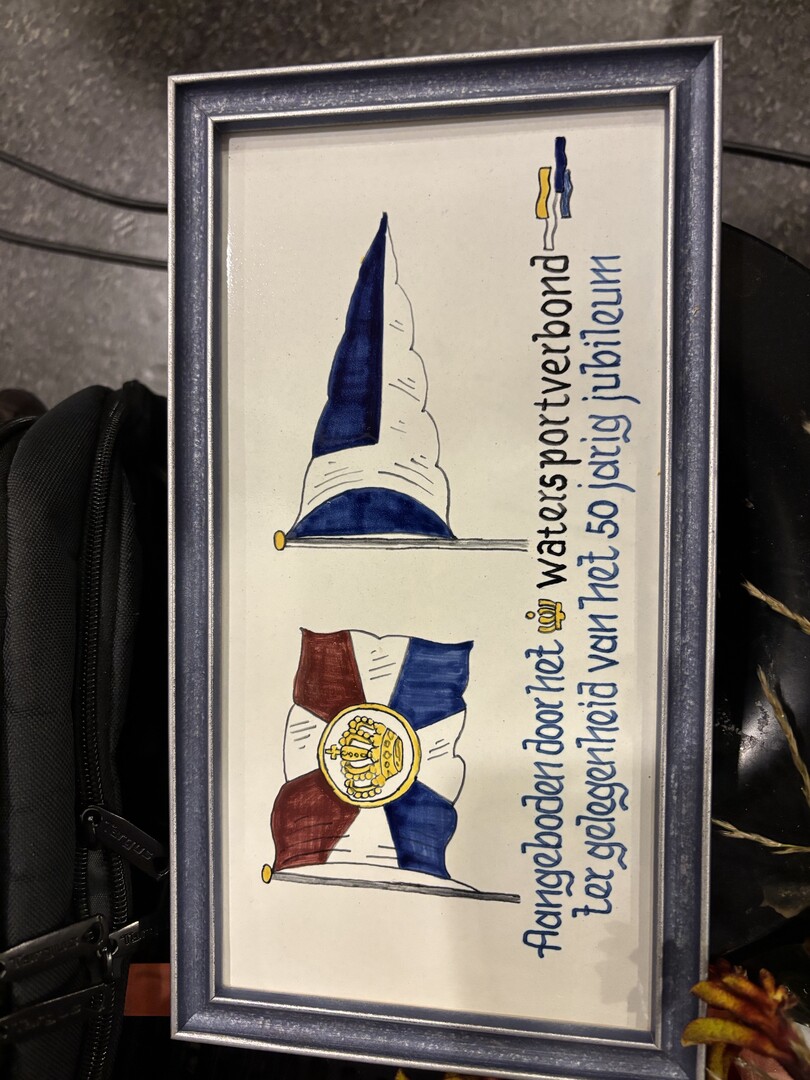 Aangeboden door het watersportverbond
ter gelegenheid van het 50 jarig jubileum